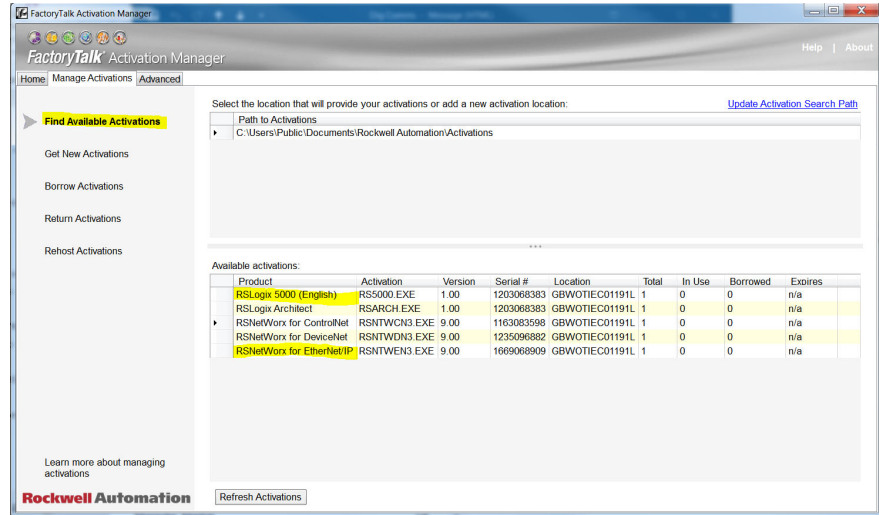 FactoryTalk Activation Manager
FactoryTalk Activation Manager
Help | About
Home Manage Activations Advanced
Find Available Activations
Get New Activations
Borrow Activations
Return Activations
Rehost Activations
Learn more about managing
activations
Rockwell Automation
Select the location that will provide your activations or add a new activation location:
Update Activation Search Path
Path to Activations
C:\Users\Public\Documents\Rockwell Automation\Activations
Available activations:
Product Activation Version Serial # Location Total In Use Borrowed Expires
RSLogix 5000 (English) RS5000.EXE 1.00 1203068383 GBWOTIEC01191L 1 0 0 n/a
RSLogix Architect RSARCH.EXE 1.00 1203068383 GBWOTIEC01191L 1 0 0 n/a
RSNetWorx for ControlNet RSNTWCN3.EXE 9.00 1163083598 GBWOTIEC01191L 1 0 0 n/a
RSNetWorx for DeviceNet RSNTWDN3.EXE 9.00 1235096882 GBWOTIEC01191L 1 0 0 n/a
RSNetWorx for EtherNet/IP RSNTWEN3.EXE 9.00 1669068909 GBWOTIEC01191L 1 0 0 n/a
Refresh Activations